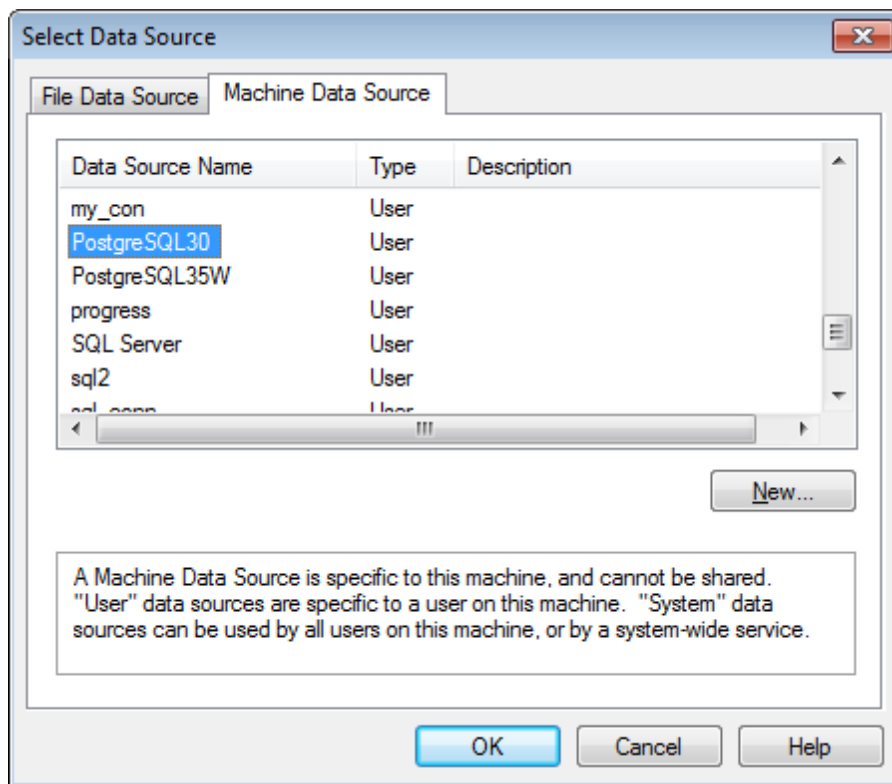 Select Data Source
File Data Source Machine Data Source
Data Source Name Type Description
my_con User
PostgreSQL30 User
PostgreSQL35W User
progress User
SQL Server User
sql2 User
New...
A Machine Data Source is specific to this machine, and cannot be shared.
"User" data sources are specific to a user on this machine. "System" data
sources can be used by all users on this machine, or by a system-wide service.
OK Cancel Help